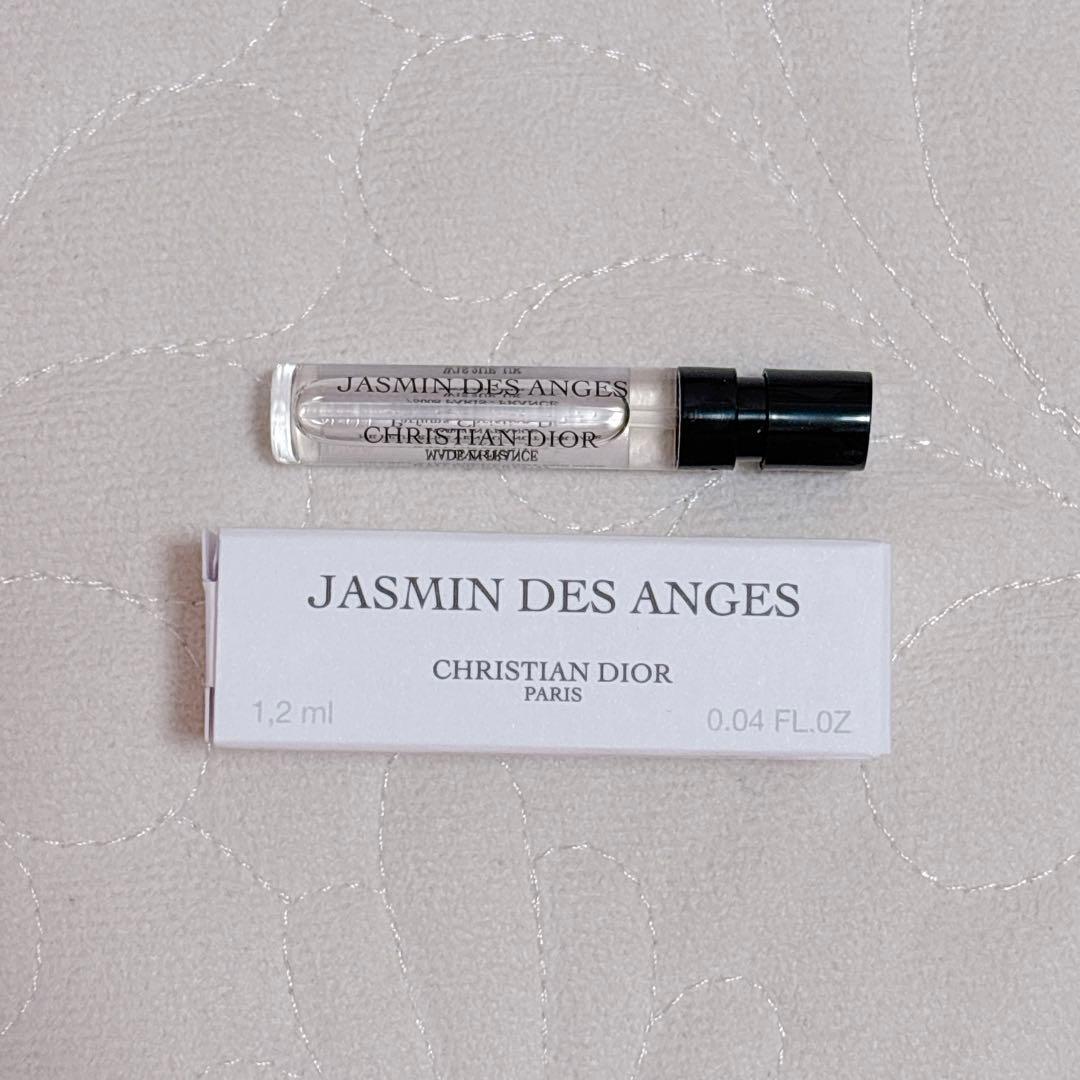 JASMIN DES ANGES
CHRISTIAN DIOR
JASMIN DES ANGES
CHRISTIAN DIOR
PARIS
1,2 ml
0.04 FL.OZ